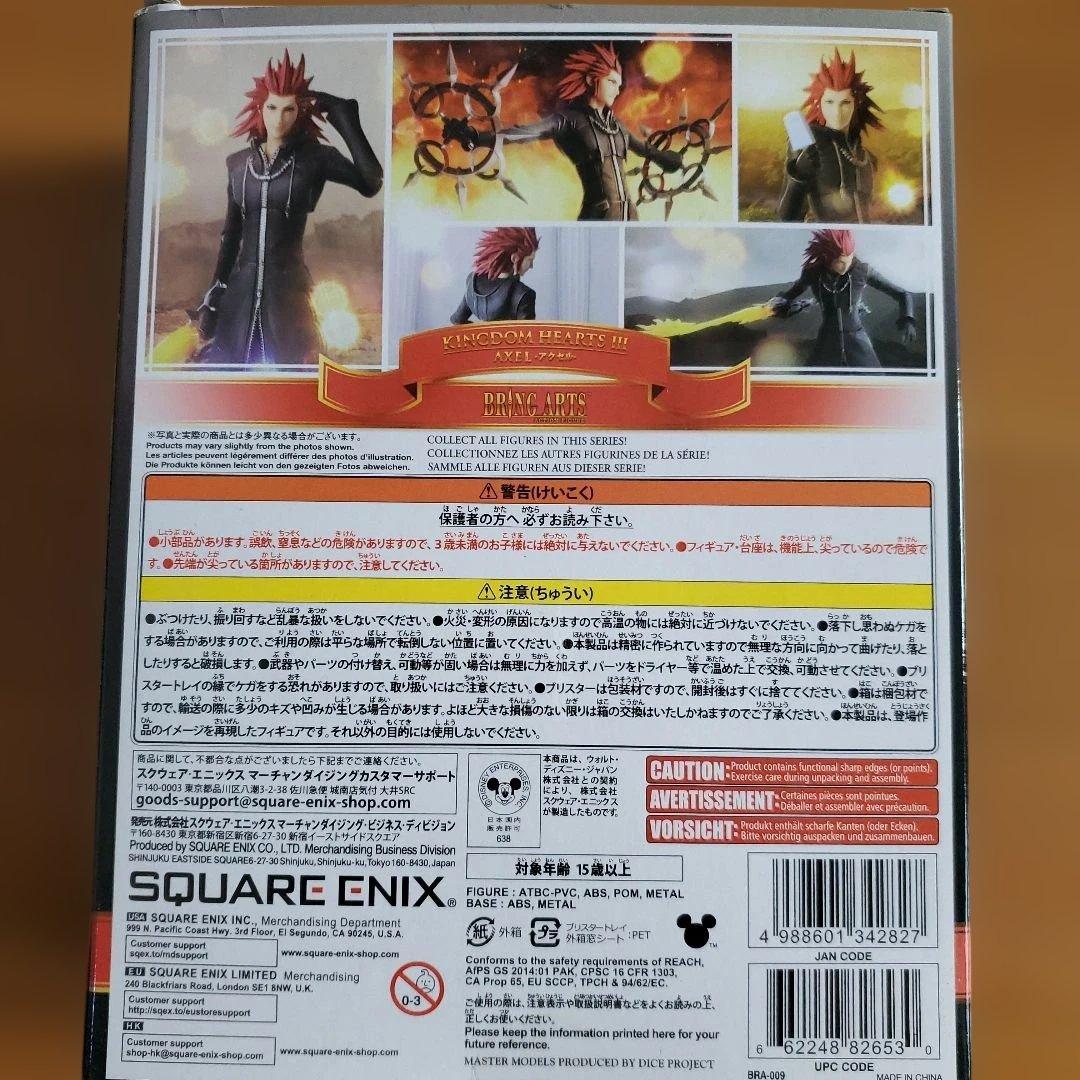 KINGDOM HEARTS III
AXEL -アクセル-
BRING ARTS
ACTION FIGURE
※写真と実際の商品とは多少異なる場合がございます。
Products may vary slightly from the photos shown.
Les articles peuvent légèrement différer des photos d'illustration.
Die Produkte können leicht von den gezeigten Fotos abweichen.
COLLECT ALL FIGURES IN THIS SERIES!
COLLECTIONNEZ LES AUTRES FIGURINES DE LA SÉRIE!
SAMMLE ALLE FIGUREN AUS DIESER SERIE!
⚠警告(けいこく)
保護者の方へ 必ずお読み下さい。
●小部品があります。誤飲、窒息などの危険がありますので、3歳未満のお子様には絶対に与えないでください。●フィギュア・台座は、機能上、尖っているので危険で
す。●先端が尖っている箇所がありますので、注意してください。
⚠注意(ちゅうい)
●ぶつけたり、振り回すなど乱暴な扱いをしないでください。●火災・変形の原因になりますので高温の物には絶対に近づけないでください。●落下し思わぬケガを
する場合がありますので、ご利用の際は平らな場所で転倒しない位置に置いてください。●本製品は精密に作られていますので無理な方向に向かって曲げたり、落と
したりすると破損します。●武器やパーツの付け替え、可動等が固い場合は無理に力を加えず、パーツをドライヤー等で温めた上で交換、可動させてください。●ブリ
スタートレイの縁でケガをする恐れがありますので、取り扱いにはご注意ください。●ブリスターは包装材ですので、開封後はすぐに捨ててください。●箱は梱包材で
すので、輸送の際に多少のキズや凹みが生じる場合があります。よほど大きな損傷のない限りは箱の交換はいたしかねますのでご了承ください。●本製品は、登場作
品のイメージを再現したフィギュアです。それ以外の目的には使用しないでください。
商品に関して、不都合な点がございましたら下記までご連絡ください。
スクウェア・エニックス マーチャンダイジングカスタマーサポート
〒140-0003 東京都品川区八潮3-2-38 佐川急便 城南店気付 大井SRC
goods-support@square-enix-shop.com
発売元 株式会社スクウェア・エニックス マーチャンダイジング・ビジネス・ディビジョン
〒160-8430 東京都新宿区新宿6-27-30 新宿イーストサイドスクエア
Produced by SQUARE ENIX CO., LTD. Merchandising Business Division
SHINJUKU EASTSIDE SQUARE6-27-30 Shinjuku, Shinjuku-ku, Tokyo 160-8430, Japan
SQUARE ENIX®
USA SQUARE ENIX INC., Merchandising Department
999 N. Pacific Coast Hwy. 3rd Floor, El Segundo, CA 90245, U.S.A.
Customer support
sqex.to/mdsupport
www.square-enix-shop.com
EU SQUARE ENIX LIMITED Merchandising
240 Blackfriars Road, London SE1 8NW, U.K.
Customer support
http://sqex.to/eustoresupport
HK
Customer support
shop-hk@square-enix-shop.com
www.square-enix-shop.com
0-3
©DISNEY ENTERPRISES, INC.
日本国内
販売許可
638
本商品は、ウォルト・
ディズニー・ジャパン
株式会社との契約
により、株式会社
スクウェア・エニックス
が製造したものです。
対象年齢 15歳以上
FIGURE : ATBC-PVC, ABS, POM, METAL
BASE : ABS, METAL
紙 外箱
プラ ブリスタートレイ
外箱窓シート :PET
TM
Conforms to the safety requirements of REACH,
AfPS GS 2014:01 PAK, CPSC 16 CFR 1303,
CA Prop 65, EU SCCP, TPCH & 94/62/EC.
ご使用の際は、注意表示や取扱説明書などをよくお読みの上、
正しくお使いください。
Please keep the information printed here for your
future reference.
MASTER MODELS PRODUCED BY DICE PROJECT
CAUTION: •Product contains functional sharp edges (or points).
•Exercise care during unpacking and assembly.
AVERTISSEMENT: •Certaines pièces sont pointues.
•Déballer et assembler avec précaution.
VORSICHT: •Produkt enthält scharfe Kanten (oder Ecken).
•Bitte vorsichtig auspacken und zusammenbauen.
4 988601 342827
JAN CODE
6 62248 82653 0
UPC CODE
BRA-009
MADE IN CHINA